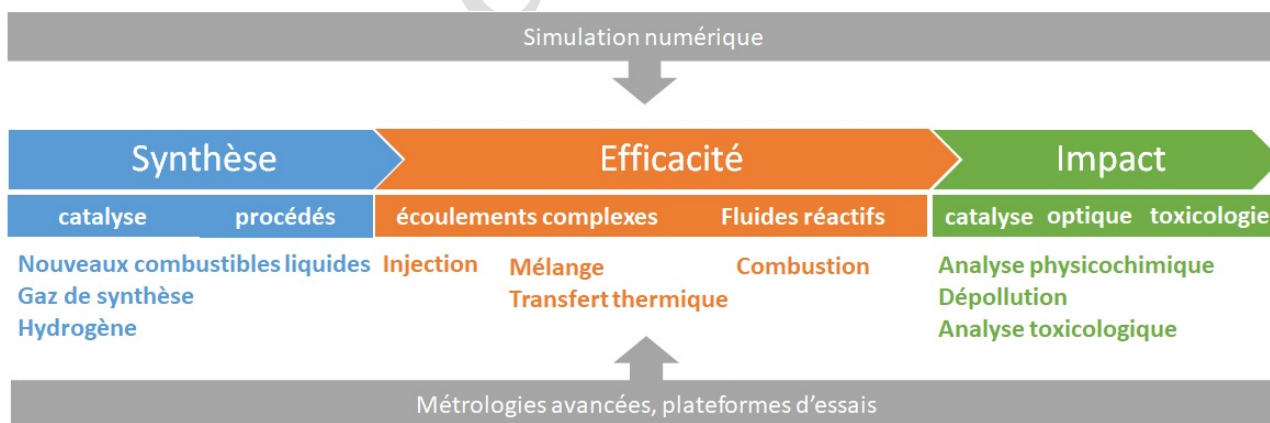 Simulation numérique
Synthèse Efficacité Impact
catalyse procédés écoulements complexes Fluides réactifs catalyse optique toxicologie
Nouveaux combustibles liquides Injection Mélange Combustion Analyse physicochimique
Gaz de synthèse Transfert thermique Dépollution
Hydrogène Analyse toxicologique
Métrologies avancées, plateformes d'essais